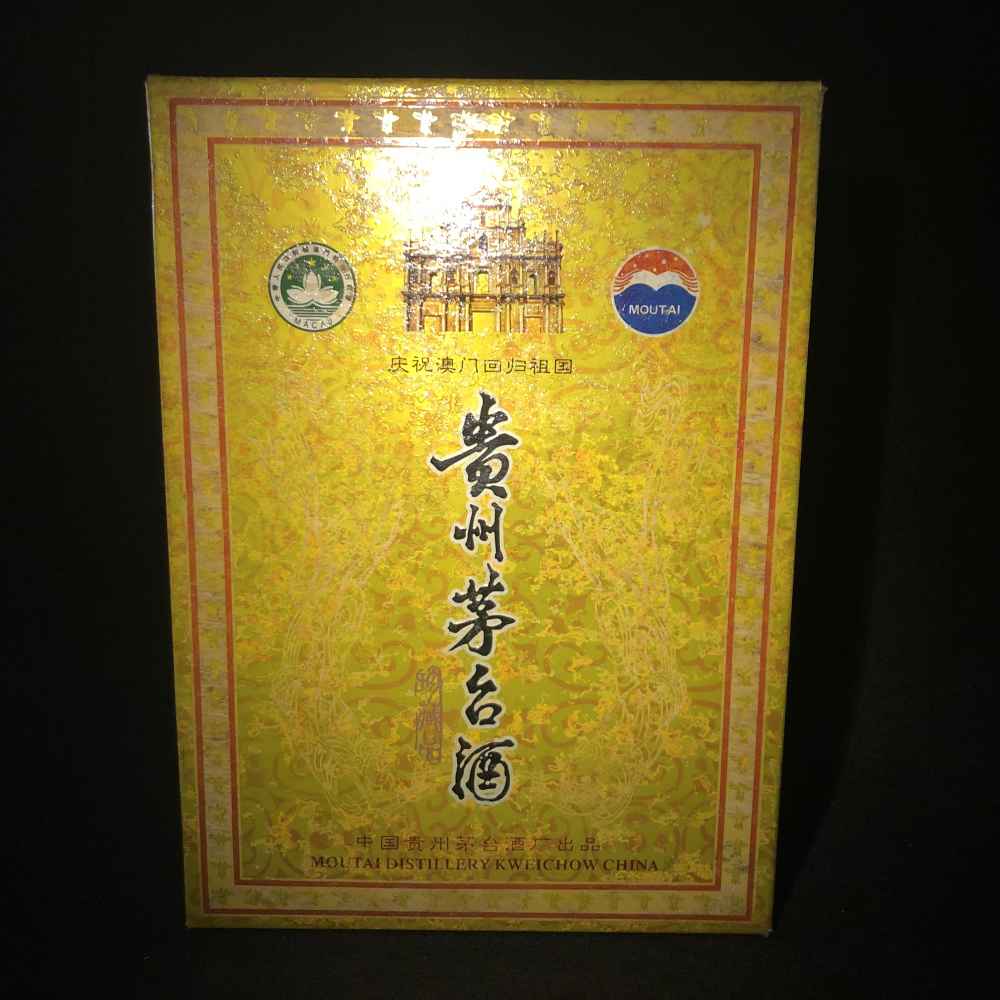 MACAU
MOUTAI
庆祝澳门回归祖国
貴州茅台酒
中国贵州茅台酒厂出品
MOUTAI DISTILLERY KWEICHOW CHINA